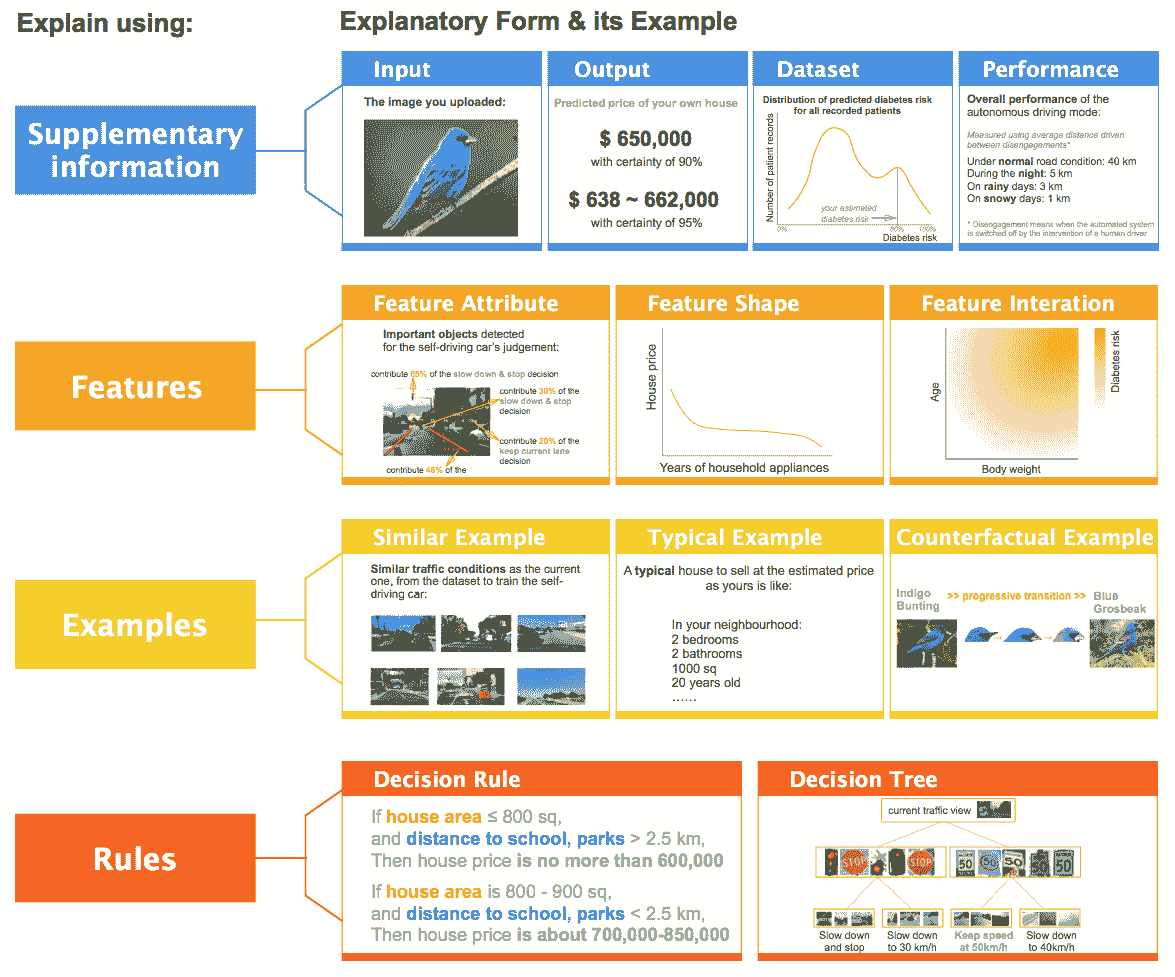 Explain using:
Explanatory Form & its Example
Supplementary
information
Input
The image you uploaded:
Output
Predicted price of your own house
$ 650,000
with certainty of 90%
$ 638 ~ 662,000
with certainty of 95%
Dataset
Distribution of predicted diabetes risk
for all recorded patients
Number of patient records
your estimated
diabetes risk
0%
80%
100%
Diabetes risk
Performance
Overall performance of the
autonomous driving mode:
Measured using average distance driven
between disengagements*
Under normal road condition: 40 km
During the night: 5 km
On rainy days: 3 km
On snowy days: 1 km
* Disengagement means when the automated system
is switched off by the intervention of a human driver
Features
Feature Attribute
Important objects detected
for the self-driving car's judgement:
contribute 65% of the slow down & stop decision
contribute 30% of the
slow down & stop
decision
contribute 20% of the
keep current lane
decision
contribute 46% of the
Feature Shape
House price
Years of household appliances
Feature Interation
Age
Body weight
Diabetes risk
Examples
Similar Example
Similar traffic conditions as the current
one, from the dataset to train the self-
driving car:
Typical Example
A typical house to sell at the estimated price
as yours is like:
In your neighbourhood:
2 bedrooms
2 bathrooms
1000 sq
20 years old
......
Counterfactual Example
Indigo
Bunting
>> progressive transition >>
Blue
Grosbeak
Rules
Decision Rule
If house area ≤ 800 sq,
and distance to school, parks > 2.5 km,
Then house price is no more than 600,000
If house area is 800 - 900 sq,
and distance to school, parks < 2.5 km,
Then house price is about 700,000-850,000
Decision Tree
current traffic view
STOP
STOP
50
50
50
Slow down
and stop
Slow down
to 30 km/h
Keep speed
at 50km/h
Slow down
to 40km/h